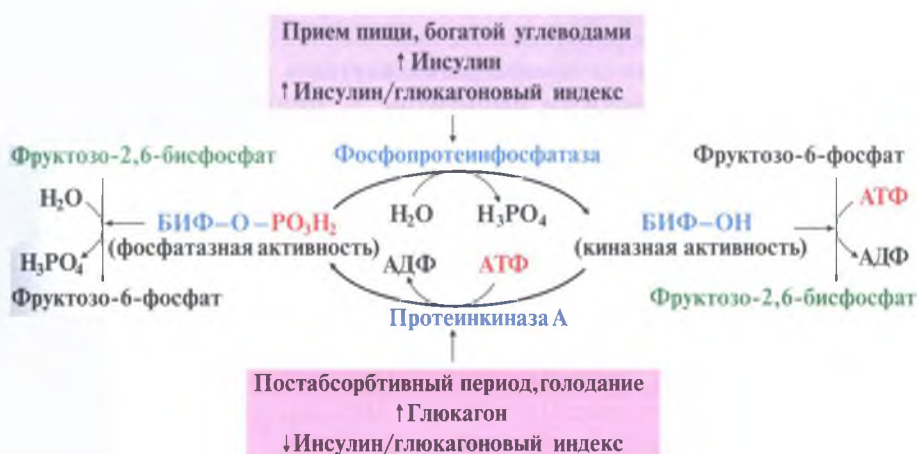 Прием пищи, богатой углеводами
↑ Инсулин
↑ Инсулин/глюкагоновый индекс
Фруктозо-2,6-бисфосфат
Фосфопротеинфосфатаза
Фруктозо-6-фосфат
H₂O
АТФ
БИФ–O–PO₃H₂
H₂O
H₃PO₄
БИФ–OH
(фосфатазная активность)
(киназная активность)
H₃PO₄
АДФ
АТФ
АДФ
Фруктозо-6-фосфат
Фруктозо-2,6-бисфосфат
Протеинкиназа А
Постабсорбтивный период, голодание
↑ Глюкагон
↓ Инсулин/глюкагоновый индекс